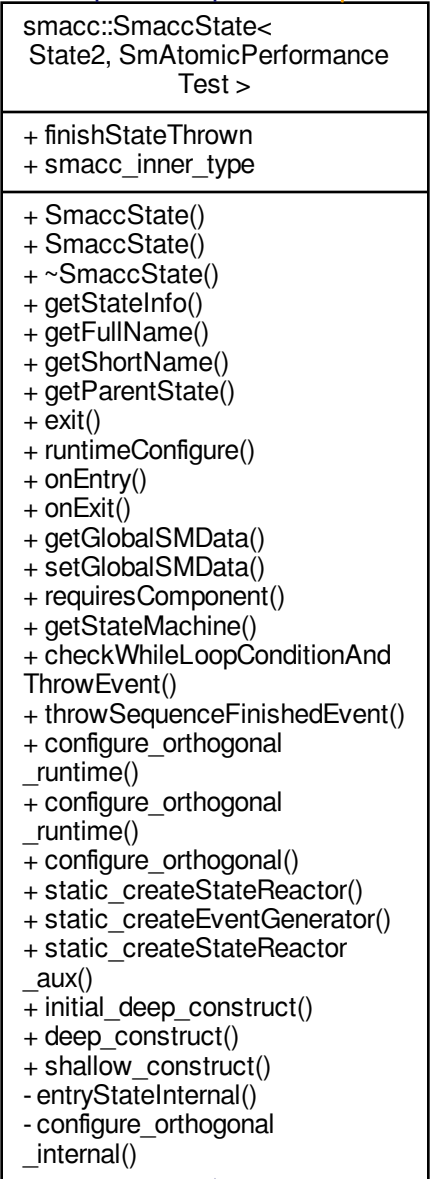 smacc::SmaccState<
State2, SmAtomicPerformance
Test >
+ finishStateThrown
+ smacc_inner_type
+ SmaccState()
+ SmaccState()
+ ~SmaccState()
+ getStateInfo()
+ getFullName()
+ getShortName()
+ getParentState()
+ exit()
+ runtimeConfigure()
+ onEntry()
+ onExit()
+ getGlobalSMData()
+ setGlobalSMData()
+ requiresComponent()
+ getStateMachine()
+ checkWhileLoopConditionAnd
ThrowEvent()
+ throwSequenceFinishedEvent()
+ configure_orthogonal
_runtime()
+ configure_orthogonal
_runtime()
+ configure_orthogonal()
+ static_createStateReactor()
+ static_createEventGenerator()
+ static_createStateReactor
_aux()
+ initial_deep_construct()
+ deep_construct()
+ shallow_construct()
- entryStateInternal()
- configure_orthogonal
_internal()